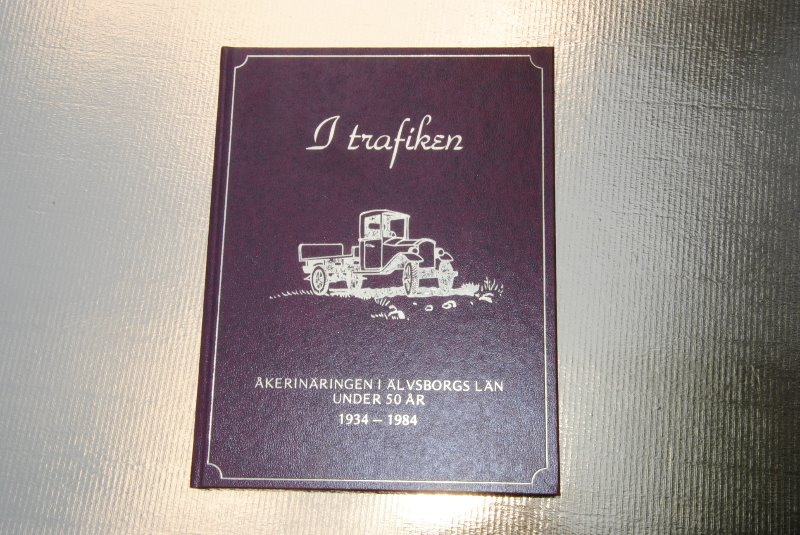 I trafiken
ÅKERINÄRINGEN I ÄLVSBORGS LÄN
UNDER 50 ÅR
1934 – 1984